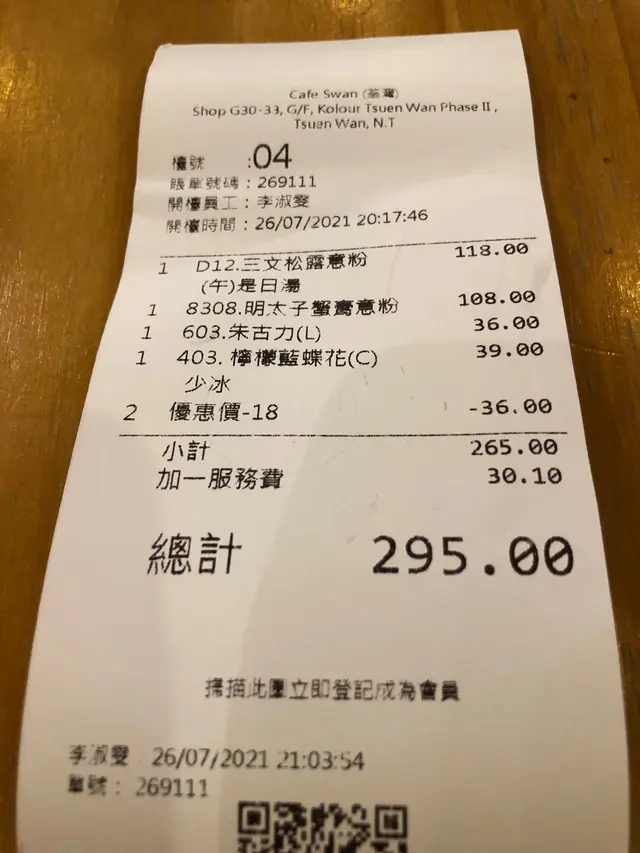 Cafe Swan (荃灣)
Shop G30-33, G/F, Kolour Tsuen Wan Phase II ,
Tsuen Wan, N.T
檯號 :04
賬單號碼 : 269111
開檯員工 : 李淑雯
開檯時間 : 26/07/2021 20:17:46
1 D12.三文松露意粉 118.00
(午)是日湯
1 8308.明太子蟹膏意粉 108.00
1 603.朱古力(L) 36.00
1 403. 檸檬藍蝶花(C) 39.00
少冰
2 優惠價-18 -36.00
小計 265.00
加一服務費 30.10
總計 295.00
掃描此圖立即登記成為會員
李淑雯 26/07/2021 21:03:54
單號 : 269111